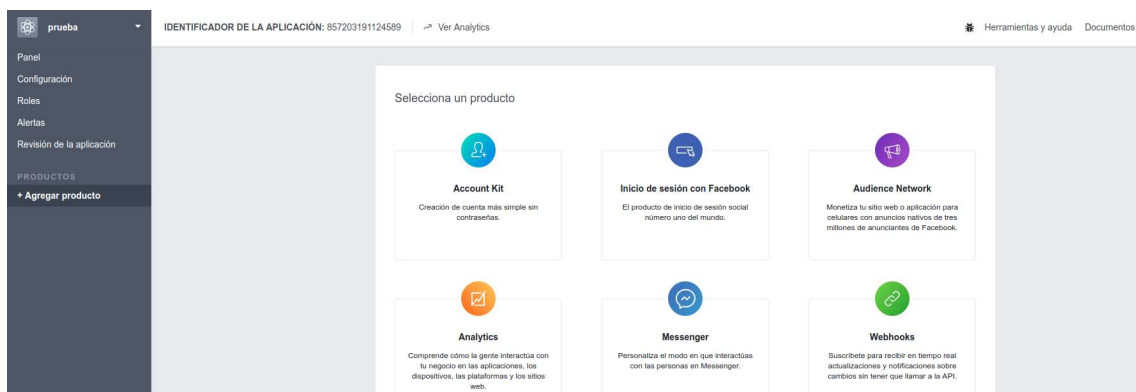 prueba
IDENTIFICADOR DE LA APLICACIÓN: 857203191124589
Ver Analytics
Herramientas y ayuda
Documentos
Panel
Configuración
Roles
Alertas
Revisión de la aplicación
PRODUCTOS
+ Agregar producto
Selecciona un producto
Account Kit
Creación de cuenta más simple sin
contraseñas.
Inicio de sesión con Facebook
El producto de inicio de sesión social
número uno del mundo.
Audience Network
Monetiza tu sitio web o aplicación para
celulares con anuncios nativos de tres
millones de anunciantes de Facebook.
Analytics
Comprende cómo la gente interactúa con
tu negocio en las aplicaciones, los
dispositivos, las plataformas y los sitios
web.
Messenger
Personaliza el modo en que interactúas
con las personas en Messenger.
Webhooks
Suscríbete para recibir en tiempo real
actualizaciones y notificaciones sobre
cambios sin tener que llamar a la API.